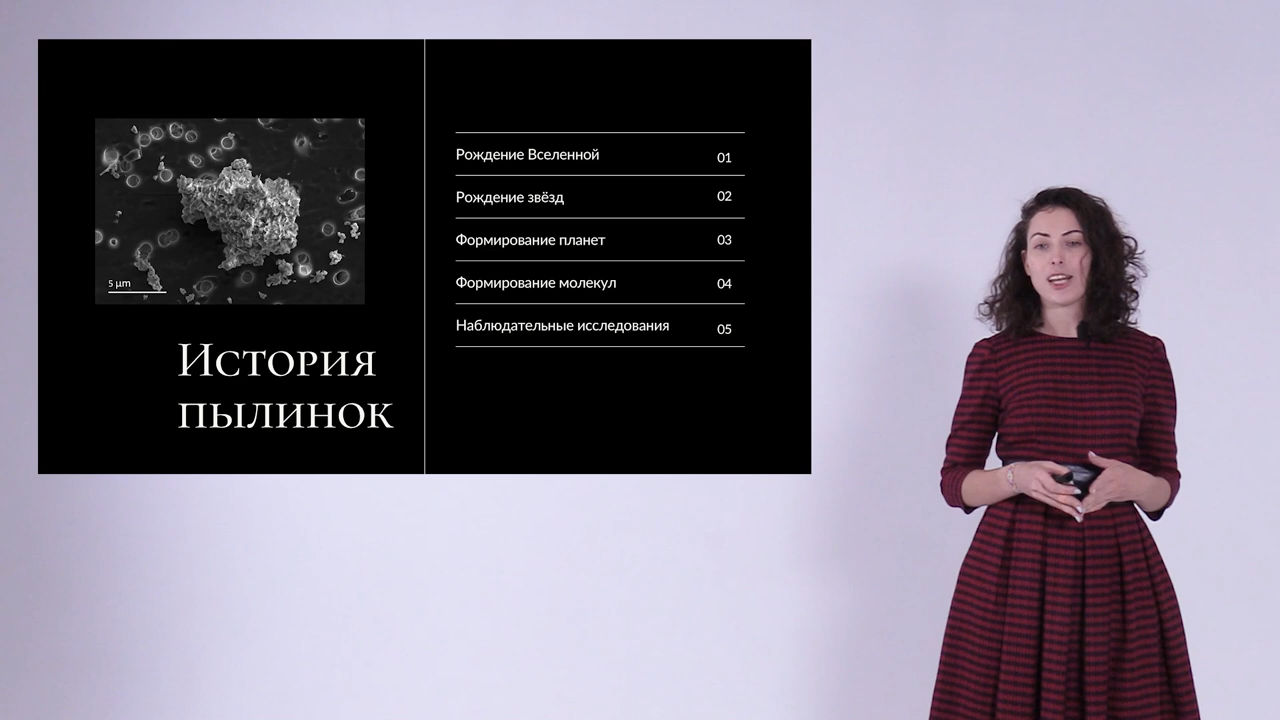 5 µm
История
пылинок
Рождение Вселенной 01
Рождение звёзд 02
Формирование планет 03
Формирование молекул 04
Наблюдательные исследования 05